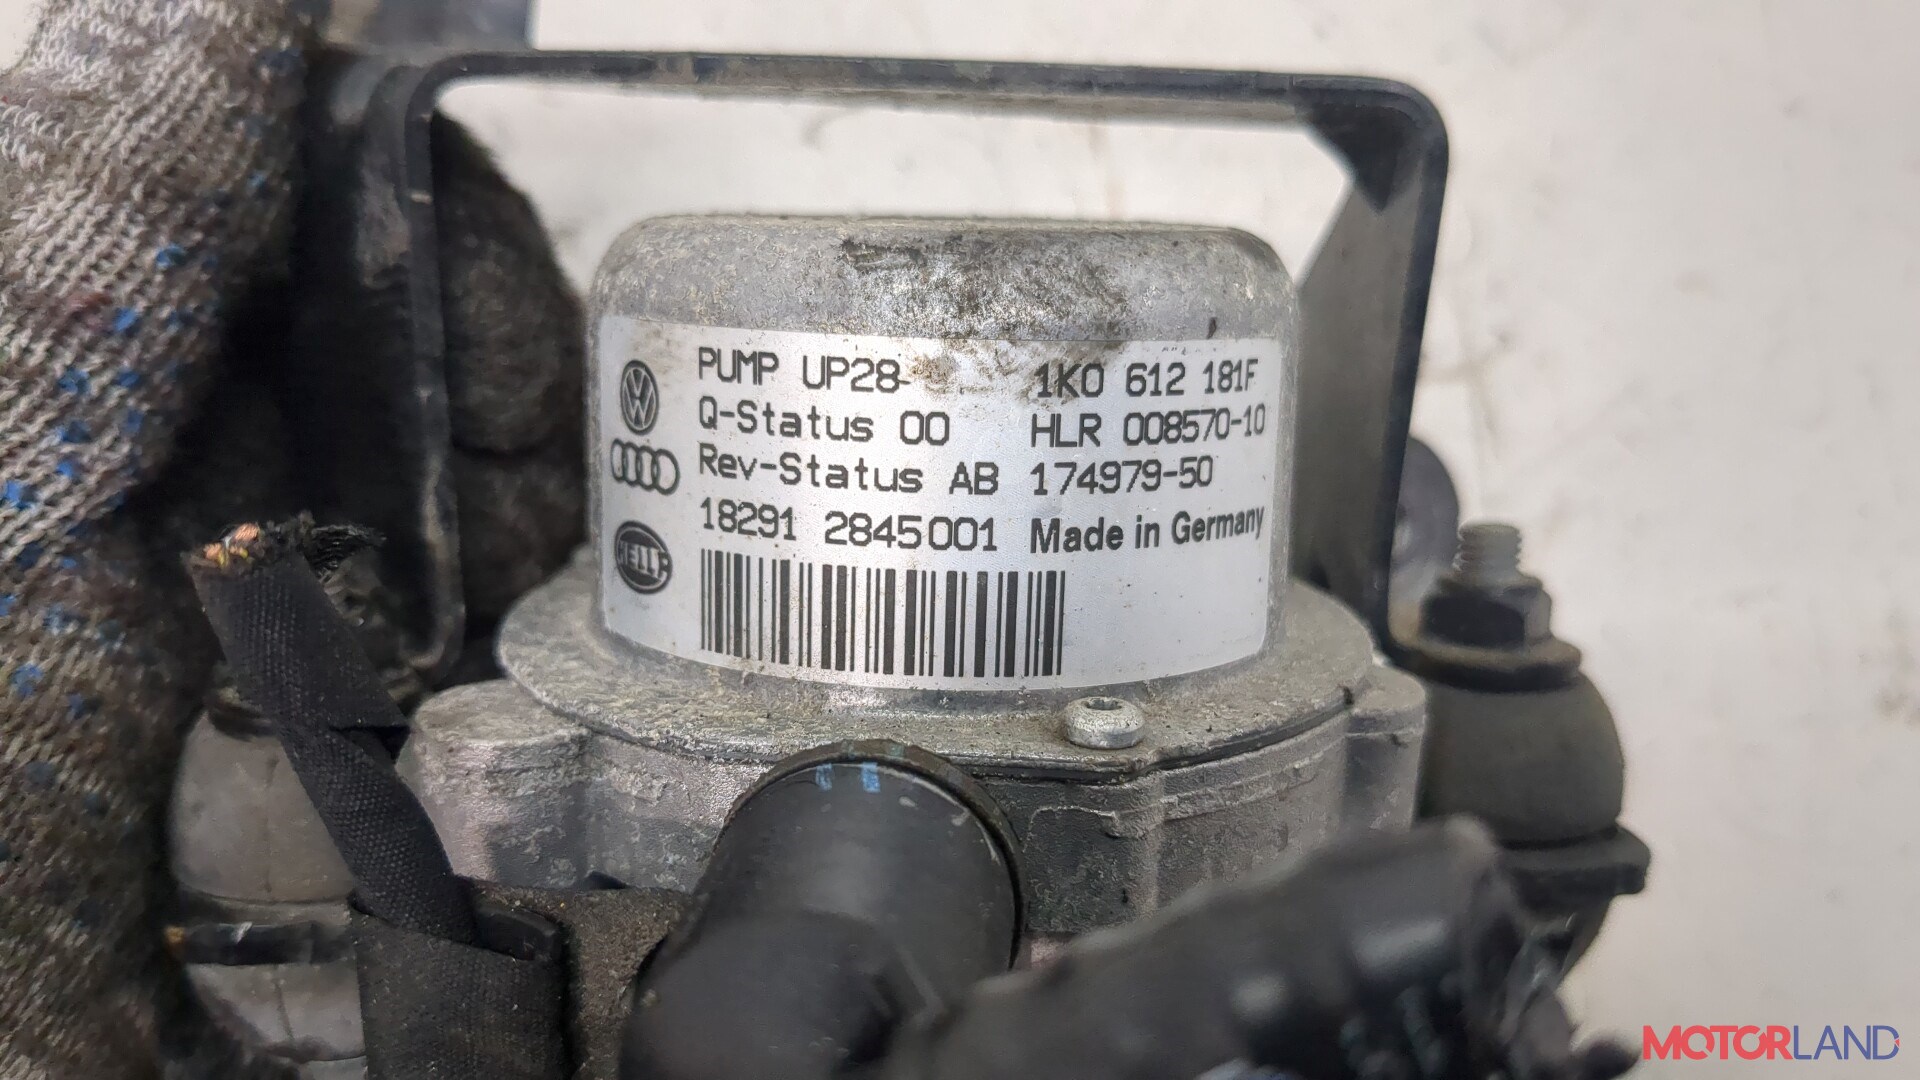 PUMP UP28- 1K0 612 181F
Q-Status 00 HLR 008570-10
Rev-Status AB 174979-50
18291 2845001 Made in Germany
HELLA
MOTORLAND